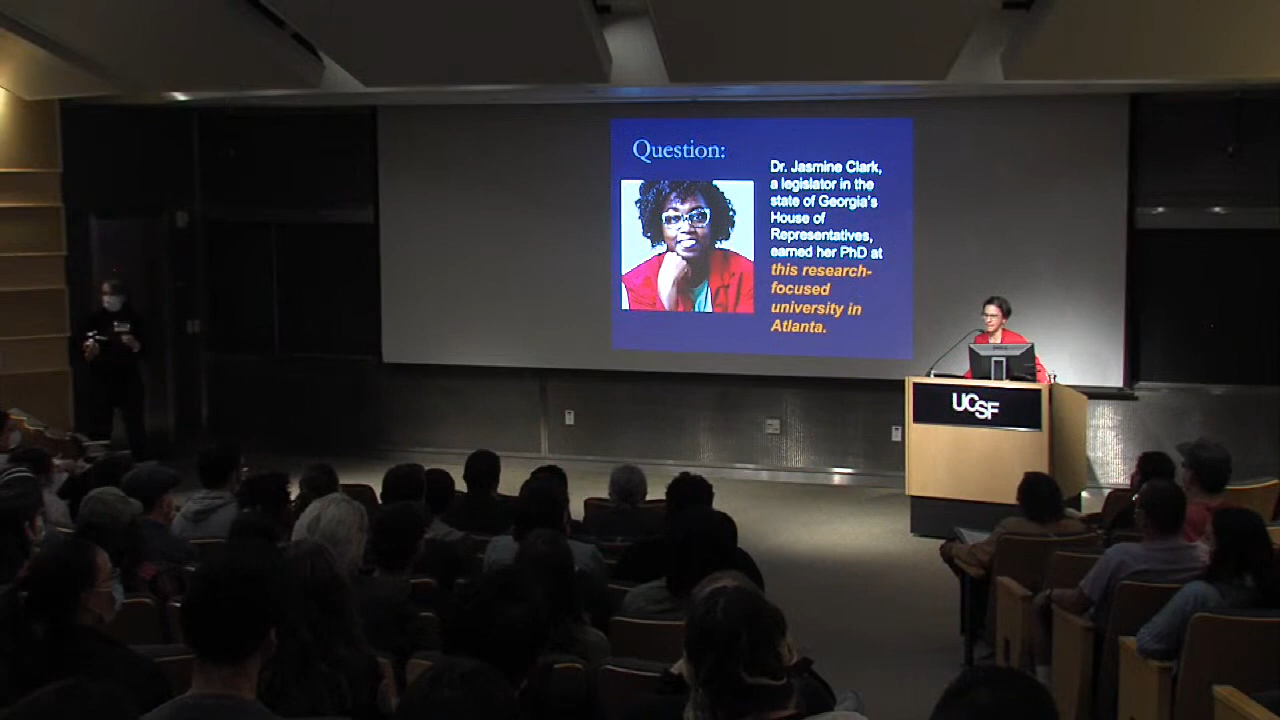 Question:
Dr. Jasmine Clark,
a legislator in the
state of Georgia's
House of
Representatives,
earned her PhD at
this research-
focused
university in
Atlanta.
UCSF